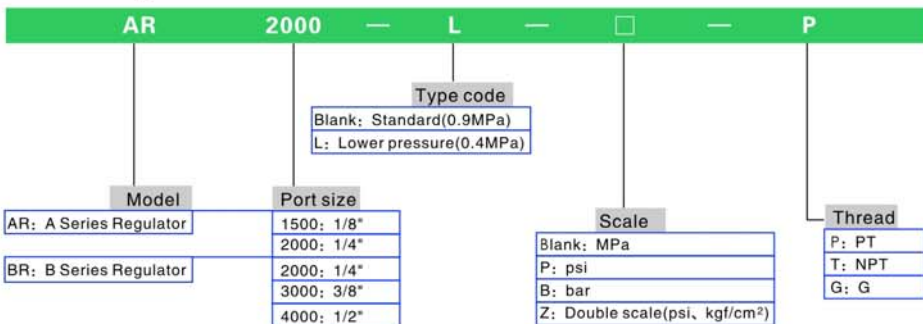 AR 2000 — L — □ — P
Type code
Blank: Standard(0.9MPa)
L: Lower pressure(0.4MPa)
Model
AR: A Series Regulator
BR: B Series Regulator
Port size
1500: 1/8"
2000: 1/4"
2000: 1/4"
3000: 3/8"
4000: 1/2"
Scale
Blank: MPa
P: psi
B: bar
Z: Double scale(psi、kgf/cm²)
Thread
P: PT
T: NPT
G: G